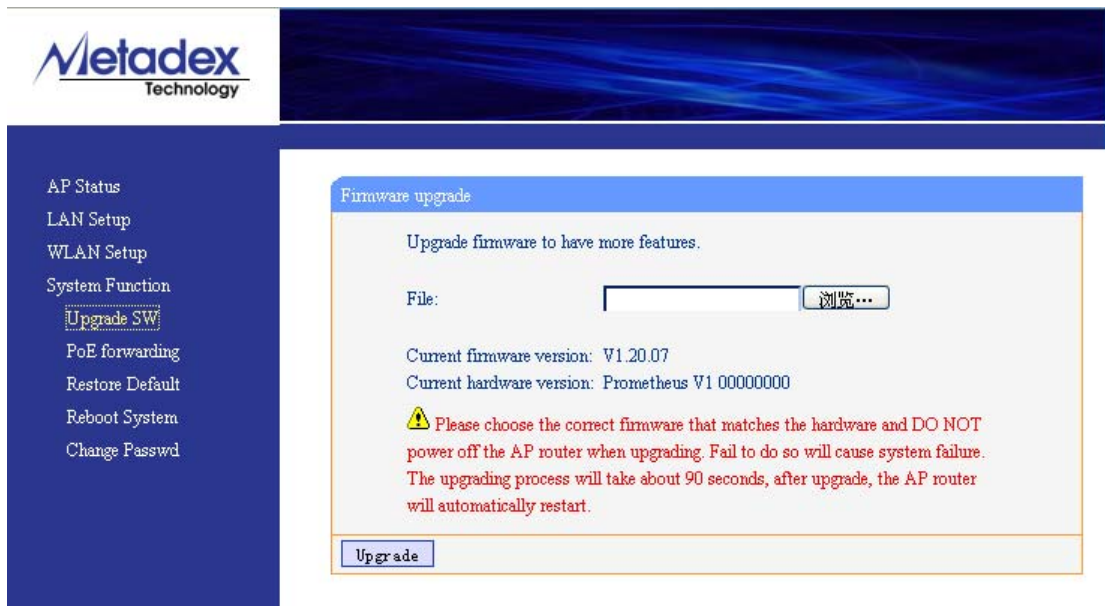 Metadex
Technology
AP Status
LAN Setup
WLAN Setup
System Function
Upgrade SW
PoE forwarding
Restore Default
Reboot System
Change Passwd
Firmware upgrade
Upgrade firmware to have more features.
File: 浏览...
Current firmware version: V1.20.07
Current hardware version: Prometheus V1 00000000
Please choose the correct firmware that matches the hardware and DO NOT
power off the AP router when upgrading. Fail to do so will cause system failure.
The upgrading process will take about 90 seconds, after upgrade, the AP router
will automatically restart.
Upgrade